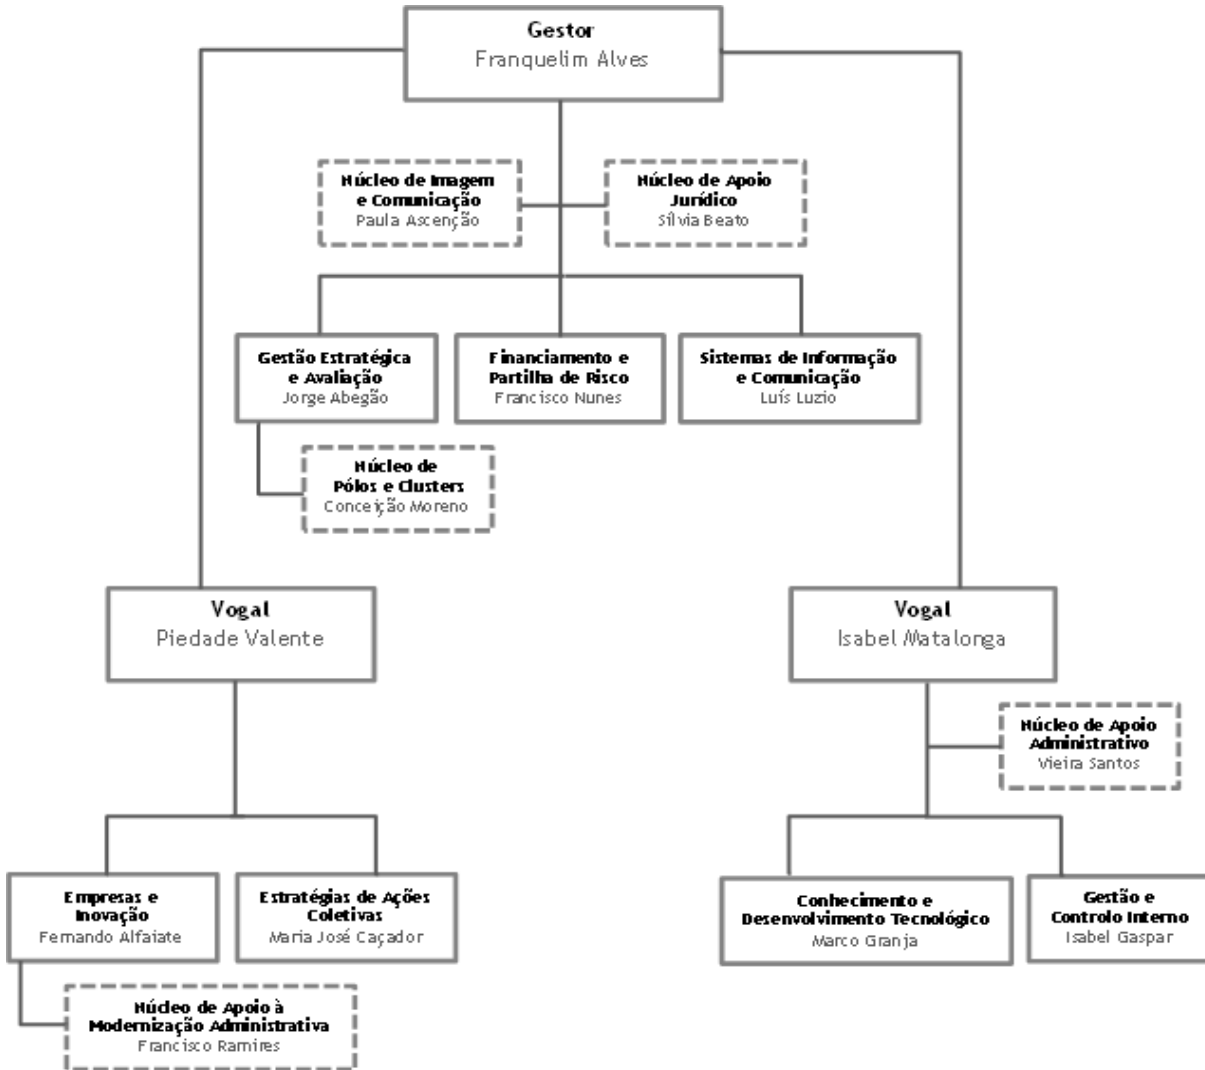 Gestor
Franquelim Alves
Núcleo de Imagem
e Comunicação
Paula Ascenção
Núcleo de Apoio
Jurídico
Sílvia Beato
Gestão Estratégica
e Avaliação
Jorge Abegão
Financiamento e
Partilha de Risco
Francisco Nunes
Sistemas de Informação
e Comunicação
Luís Luzio
Núcleo de
Pólos e Clusters
Conceição Moreno
Vogal
Piedade Valente
Vogal
Isabel Matalonga
Núcleo de Apoio
Administrativo
Vieira Santos
Empresas e
Inovação
Fernando Alfaiate
Estratégias de Ações
Coletivas
Maria José Caçador
Conhecimento e
Desenvolvimento Tecnológico
Marco Granja
Gestão e
Controlo Interno
Isabel Gaspar
Núcleo de Apoio à
Modernização Administrativa
Francisco Ramires